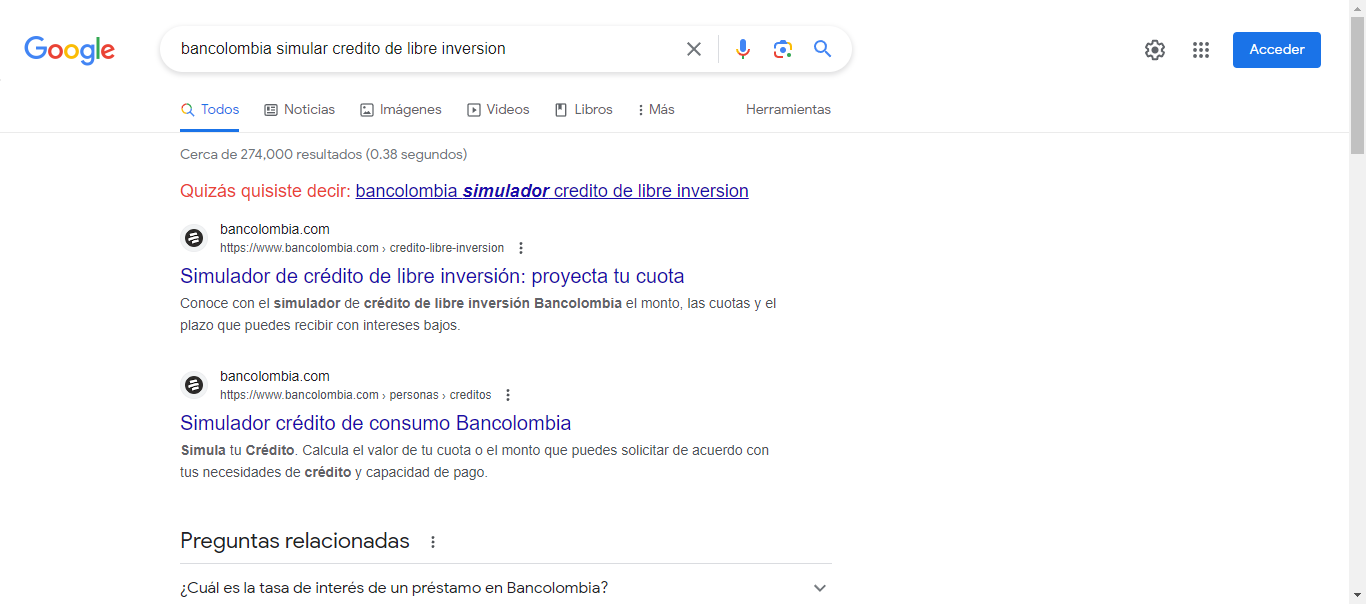 Google
bancolombia simular credito de libre inversion
Acceder
Todos
Noticias
Imágenes
Videos
Libros
Más
Herramientas
Cerca de 274,000 resultados (0.38 segundos)
Quizás quisiste decir: bancolombia simulador credito de libre inversion
bancolombia.com
https://www.bancolombia.com › credito-libre-inversion
Simulador de crédito de libre inversión: proyecta tu cuota
Conoce con el simulador de crédito de libre inversión Bancolombia el monto, las cuotas y el
plazo que puedes recibir con intereses bajos.
bancolombia.com
https://www.bancolombia.com › personas › creditos
Simulador crédito de consumo Bancolombia
Simula tu Crédito. Calcula el valor de tu cuota o el monto que puedes solicitar de acuerdo con
tus necesidades de crédito y capacidad de pago.
Preguntas relacionadas
¿Cuál es la tasa de interés de un préstamo en Bancolombia?